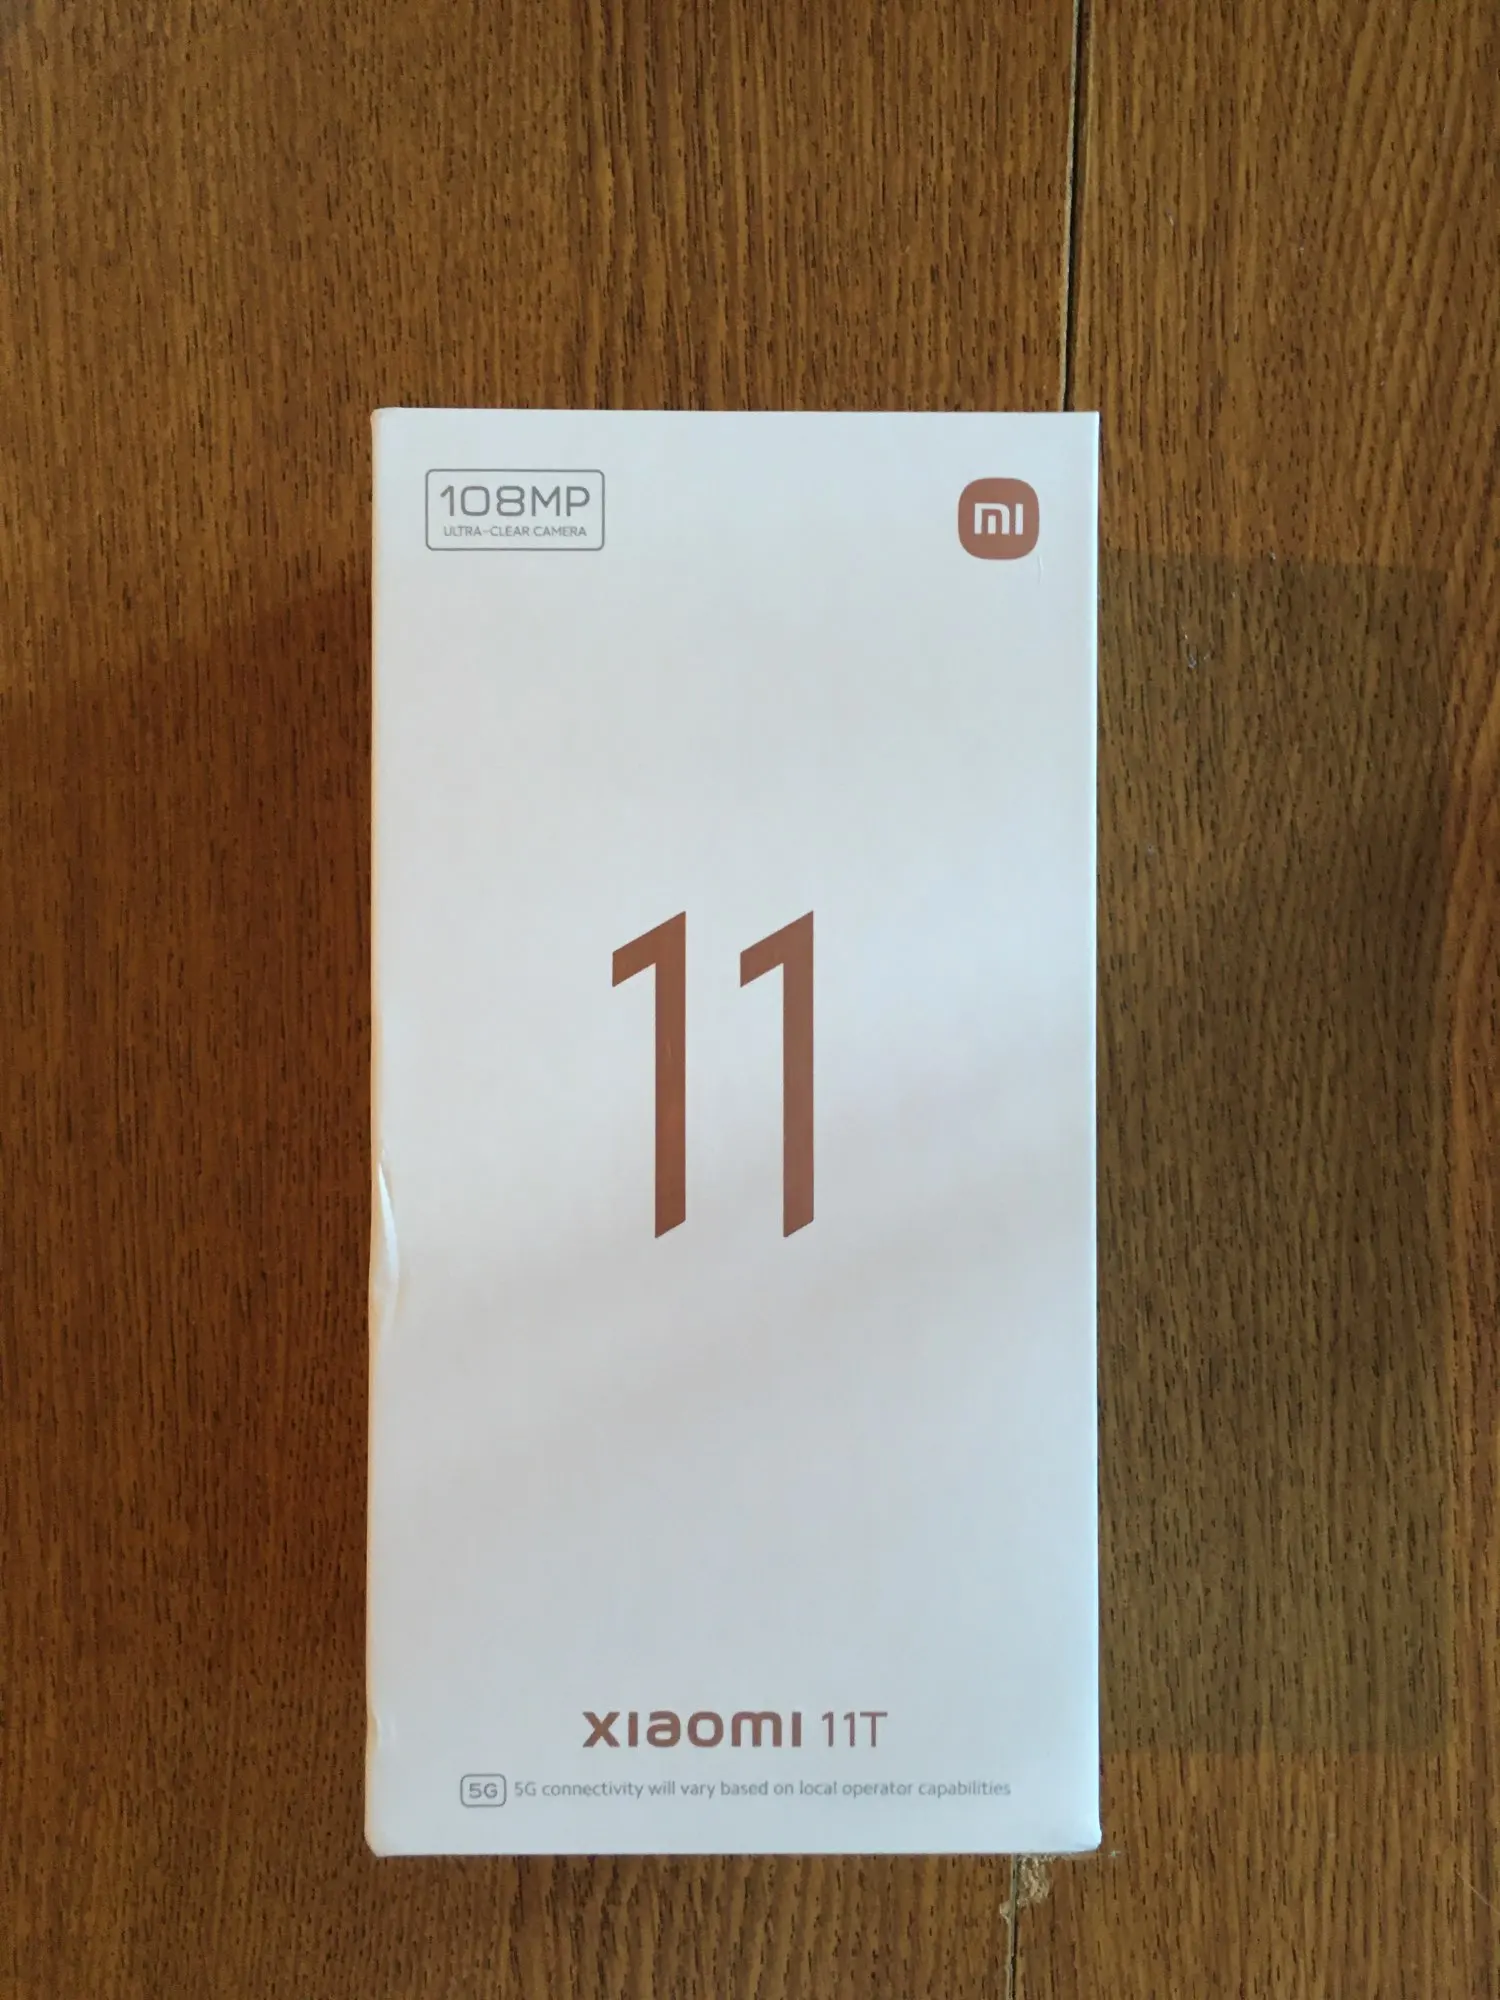 108MP
ULTRA-CLEAR CAMERA
mi
11
xiaomi 11T
5G 5G connectivity will vary based on local operator capabilities